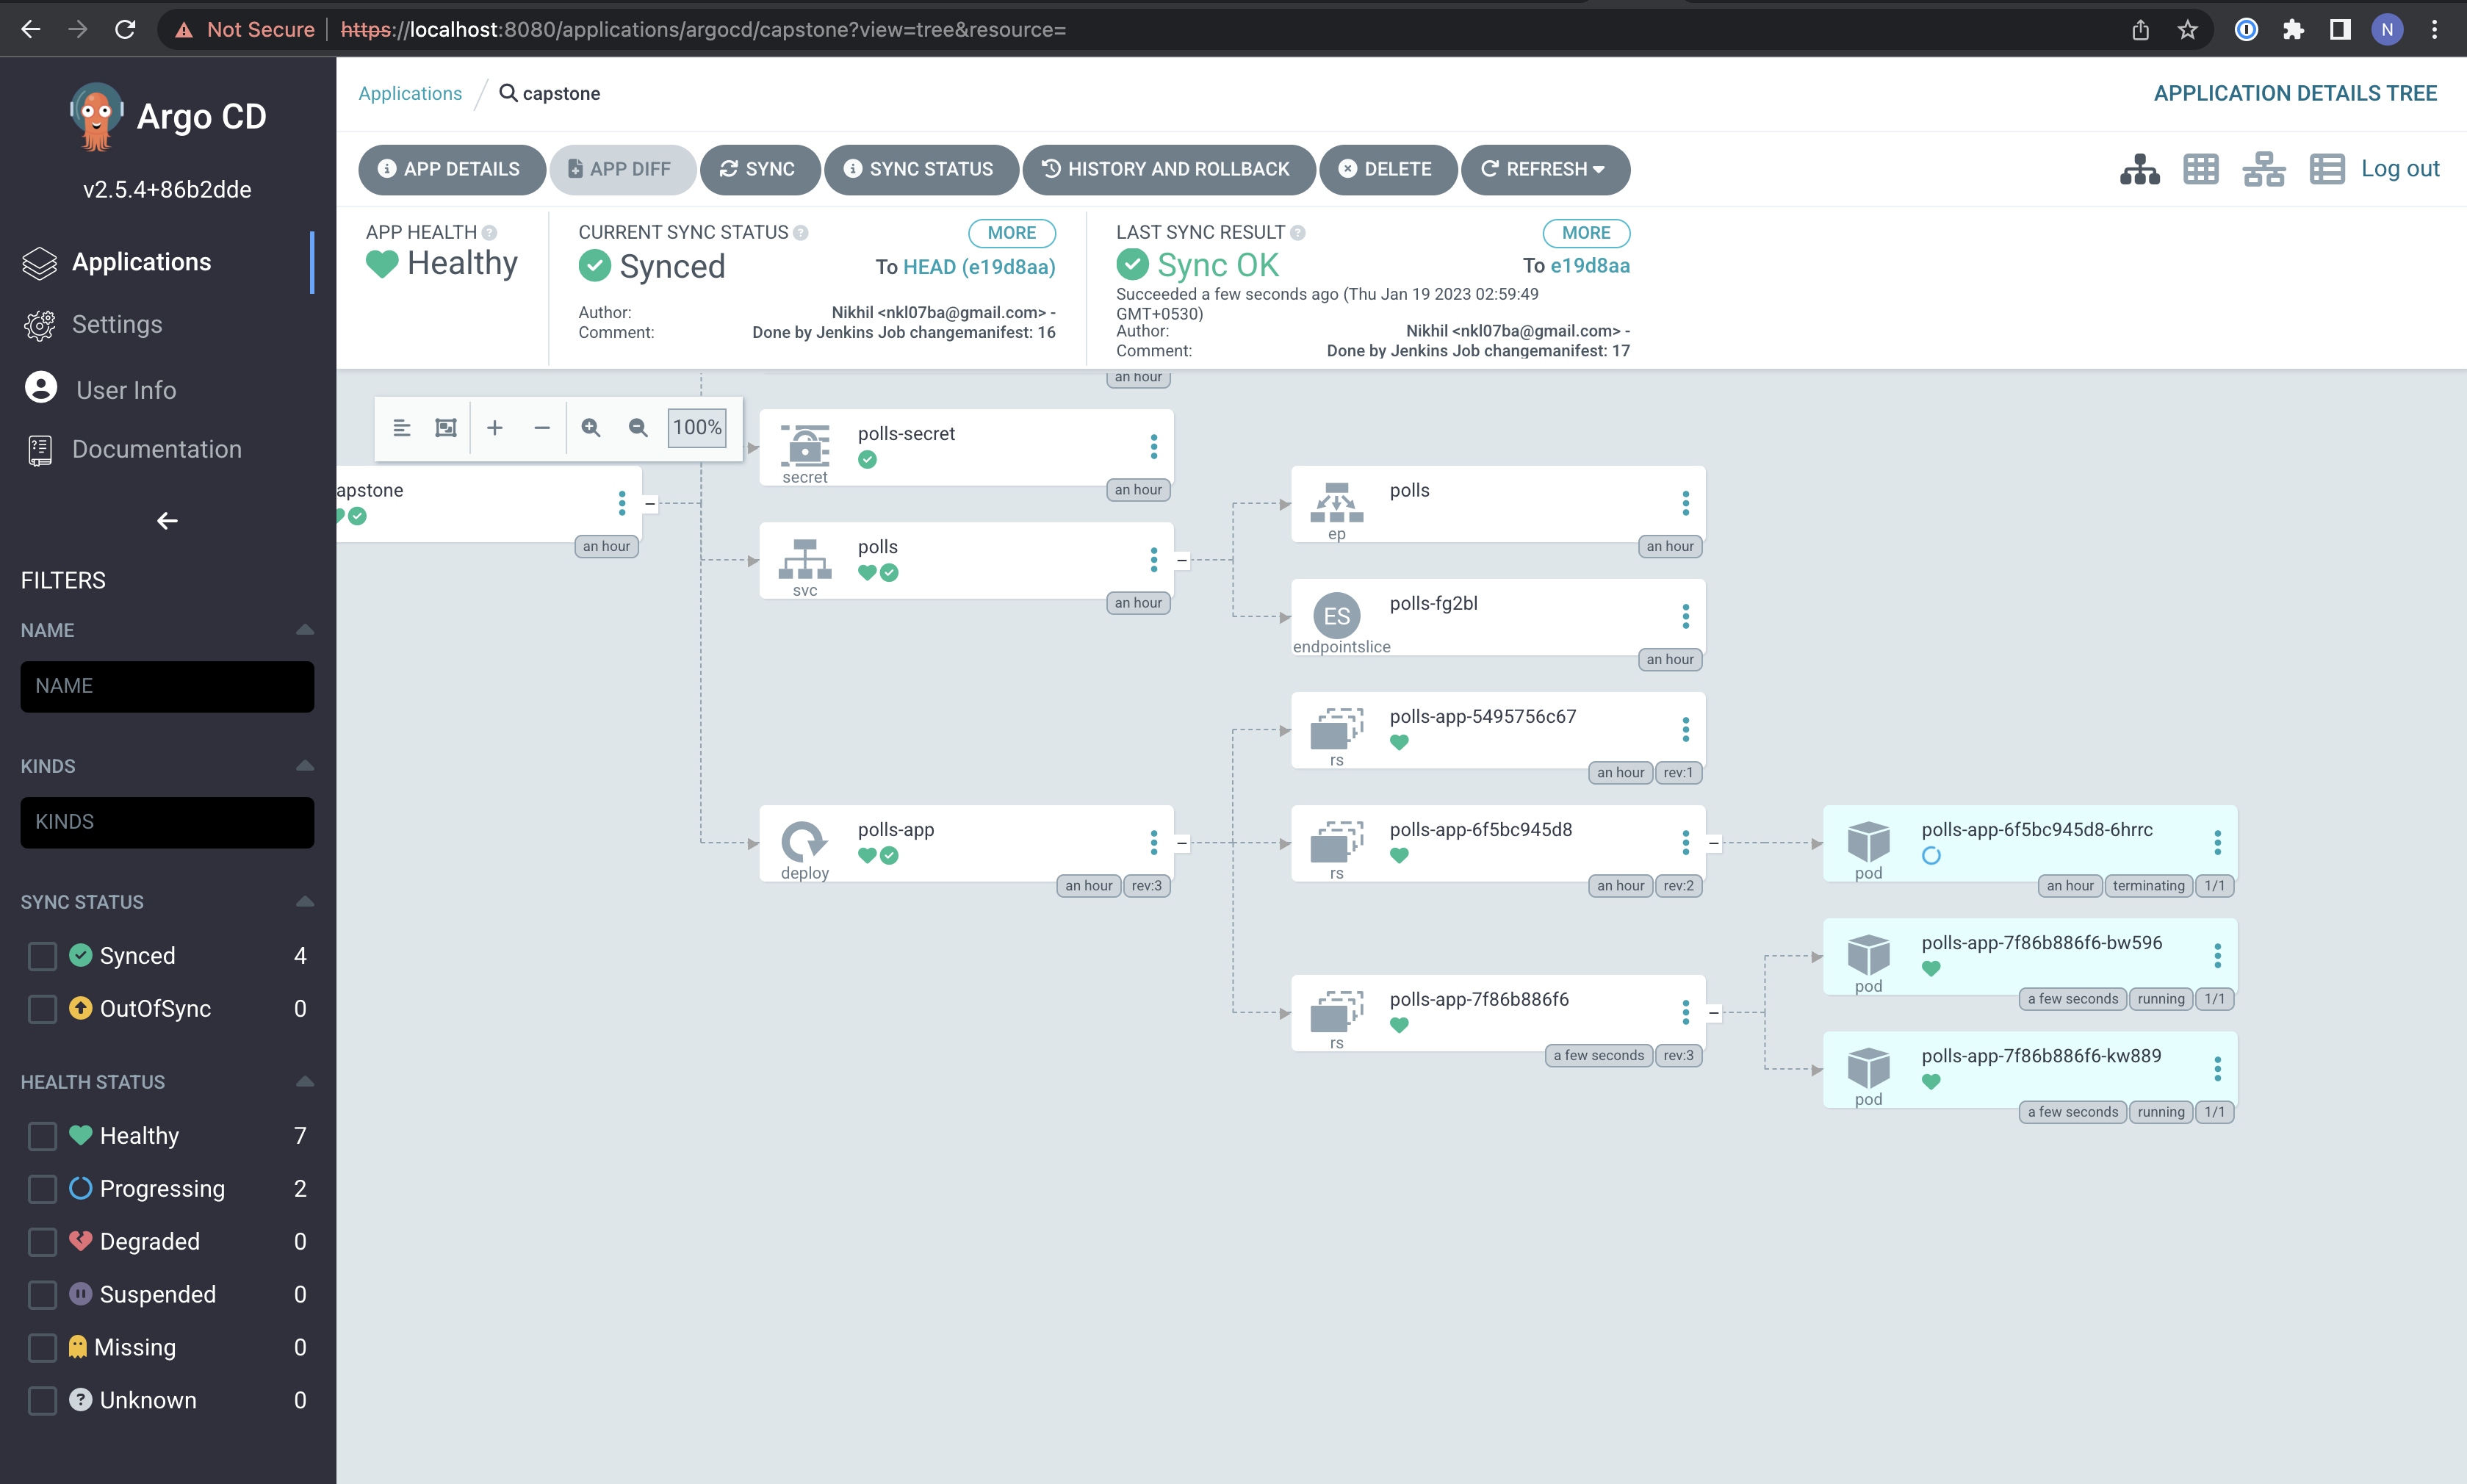 Not Secure https://localhost:8080/applications/argocd/capstone?view=tree&resource= N
Argo CD
v2.5.4+86b2dde
Applications
Settings
User Info
Documentation
FILTERS
NAME
NAME
KINDS
KINDS
SYNC STATUS
Synced 4
OutOfSync 0
HEALTH STATUS
Healthy 7
Progressing 2
Degraded 0
Suspended 0
Missing 0
Unknown 0
Applications / capstone
APPLICATION DETAILS TREE
APP DETAILS APP DIFF SYNC SYNC STATUS HISTORY AND ROLLBACK DELETE REFRESH
Log out
APP HEALTH
Healthy
CURRENT SYNC STATUS MORE
Synced To HEAD (e19d8aa)
Author: Nikhil <nkl07ba@gmail.com> -
Comment: Done by Jenkins Job changemanifest: 16
LAST SYNC RESULT MORE
Sync OK To e19d8aa
Succeeded a few seconds ago (Thu Jan 19 2023 02:59:49
GMT+0530)
Author: Nikhil <nkl07ba@gmail.com> -
Comment: Done by Jenkins Job changemanifest: 17
100%
an hour
apstone
an hour
polls-secret
secret
an hour
polls
svc
an hour
polls-app
deploy
an hour rev:3
polls
ep
an hour
ES
polls-fg2bl
endpointslice
an hour
polls-app-5495756c67
rs
an hour rev:1
polls-app-6f5bc945d8
rs
an hour rev:2
polls-app-7f86b886f6
rs
a few seconds rev:3
polls-app-6f5bc945d8-6hrrc
pod
an hour terminating 1/1
polls-app-7f86b886f6-bw596
pod
a few seconds running 1/1
polls-app-7f86b886f6-kw889
pod
a few seconds running 1/1